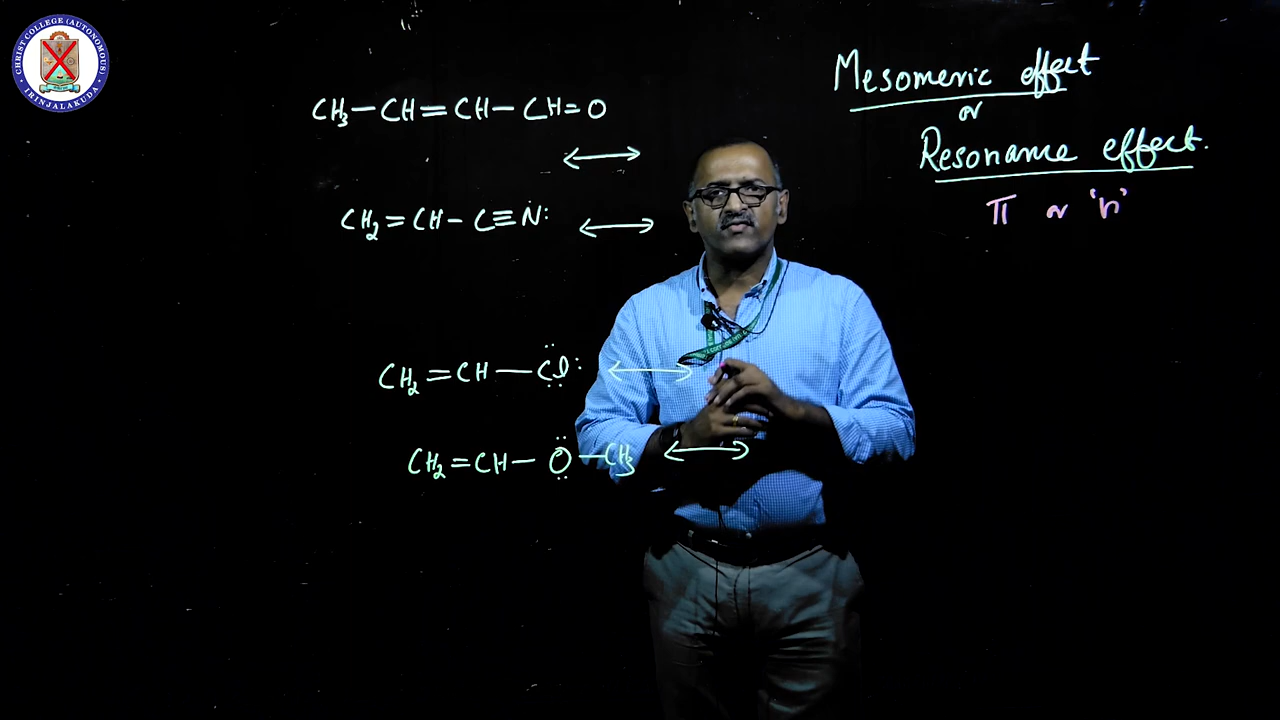 CHRIST COLLEGE (AUTONOMOUS)
IRINJALAKUDA
Mesomeric effect
or
Resonance effect.
π or 'n'
CH₃—CH=CH—CH=O ⟷
CH₂=CH—C≡N: ⟷
CH₂=CH—Cl: ⟷
CH₂=CH—O—CH₃ ⟷